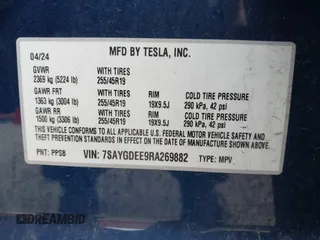 04/24 MFD BY TESLA, INC.
GVWR WITH TIRES
2369 kg (5224 lb) 255/45R19
GAWR FRT WITH TIRES RIM COLD TIRE PRESSURE
1363 kg (3004 lb) 255/45R19 19X9.5J 290 kPa, 42 psi
GAWR RR WITH TIRES RIM COLD TIRE PRESSURE
1500 kg (3306 lb) 255/45R19 19X9.5J 290 kPa, 42 psi
THIS VEHICLE CONFORMS TO ALL APPLICABLE U.S. FEDERAL MOTOR VEHICLE SAFETY AND
THEFT PREVENTION STANDARDS IN EFFECT ON THE DATE OF MANUFACTURE SHOWN ABOVE.
PNT: PPSB VIN: 7SAYGDEE9RA269882 TYPE: MPV
© DREAMBID